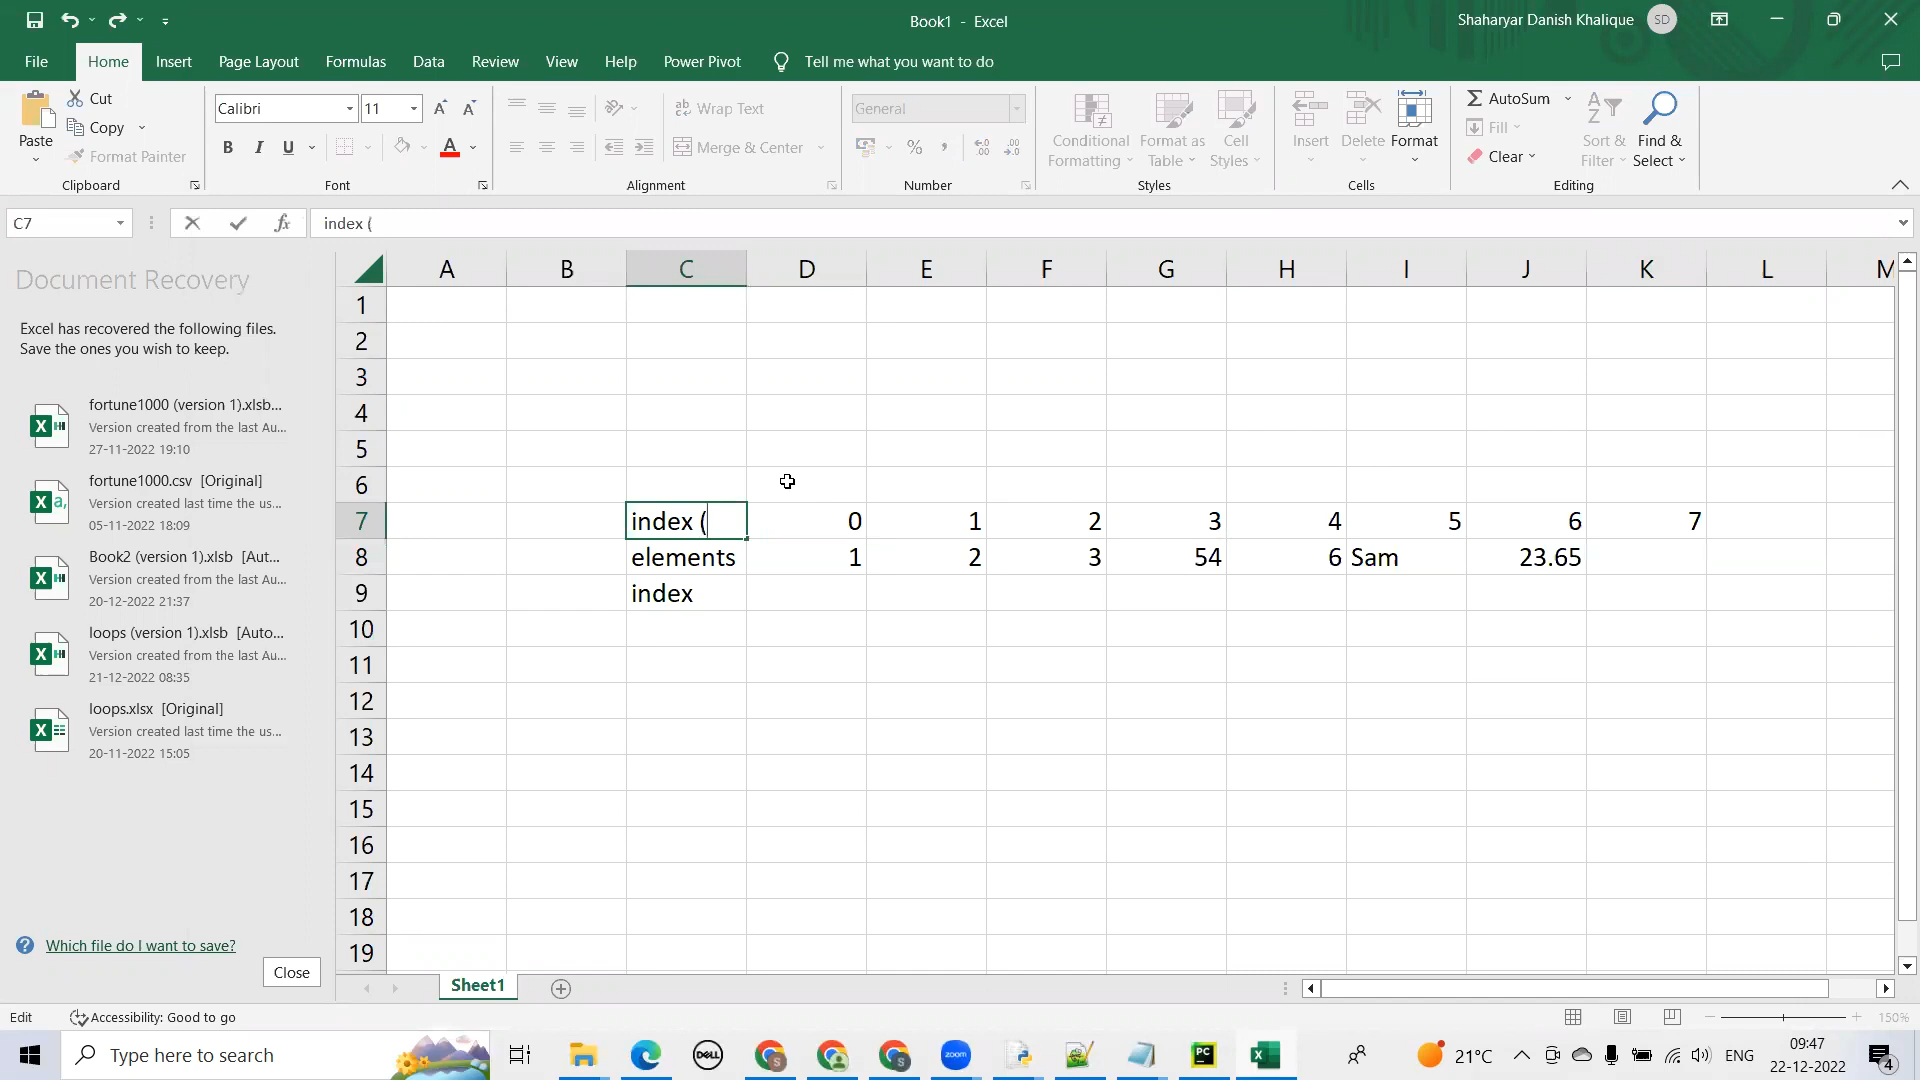 Book1 - Excel
Shaharyar Danish Khalique
SD
File
Home
Insert
Page Layout
Formulas
Data
Review
View
Help
Power Pivot
Tell me what you want to do
Paste
Cut
Copy
Format Painter
Clipboard
Calibri
11
B I U
Font
Wrap Text
Merge & Center
Alignment
General
Number
Conditional Formatting
Format as Table
Cell Styles
Styles
Insert
Delete
Format
Cells
AutoSum
Fill
Clear
Sort & Filter
Find & Select
Editing
C7
fx
index (
Document Recovery
Excel has recovered the following files.
Save the ones you wish to keep.
fortune1000 (version 1).xlsb...
Version created from the last Au...
27-11-2022 19:10
fortune1000.csv [Original]
Version created last time the us...
05-11-2022 18:09
Book2 (version 1).xlsb [Aut...
Version created from the last Au...
20-12-2022 21:37
loops (version 1).xlsb [Auto...
Version created from the last Au...
21-12-2022 08:35
loops.xlsx [Original]
Version created last time the us...
20-11-2022 15:05
Which file do I want to save?
Close
A B C D E F G H I J K L M
1
2
3
4
5
6
7 index ( 0 1 2 3 4 5 6 7
8 elements 1 2 3 54 6 Sam 23.65
9 index
10
11
12
13
14
15
16
17
18
19
Sheet1
Edit
Accessibility: Good to go
150%
Type here to search
DELL
zoom
PC
21°C
ENG
09:47
22-12-2022
4